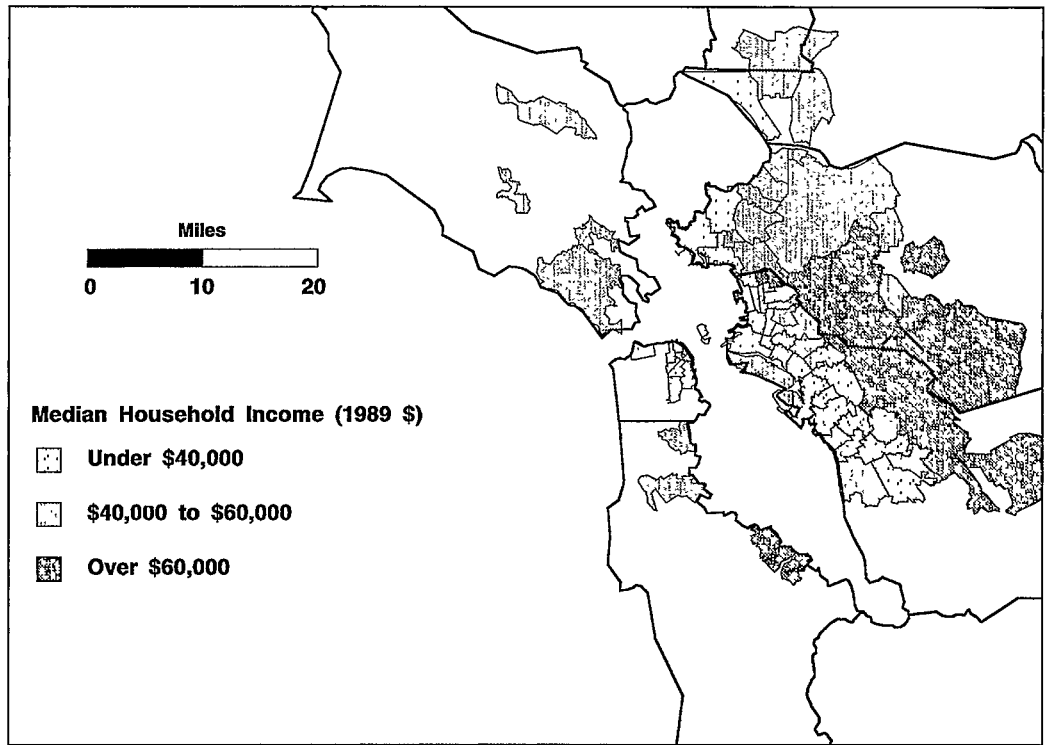 Miles
0 10 20
Median Household Income (1989 $)
Under $40,000
$40,000 to $60,000
Over $60,000